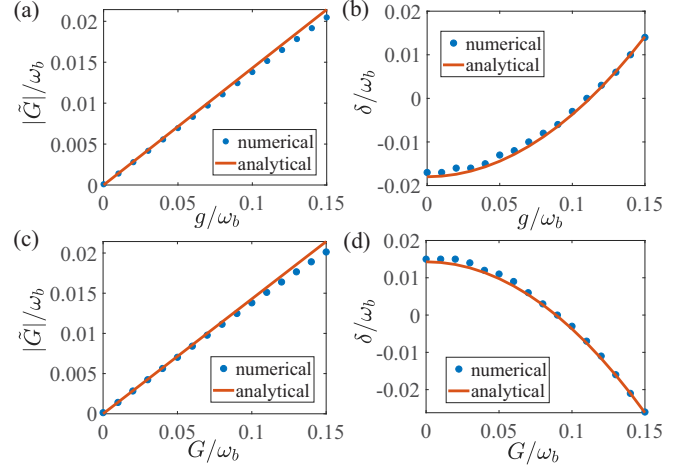 (a)
|G̃|/ω_b
0.02
0.015
0.01
0.005
0
0
0.05
0.1
0.15
g/ω_b
numerical
analytical
(b)
δ/ω_b
0.02
0.01
0
-0.01
-0.02
0
0.05
0.1
0.15
g/ω_b
numerical
analytical
(c)
|G̃|/ω_b
0.02
0.015
0.01
0.005
0
0
0.05
0.1
0.15
G/ω_b
numerical
analytical
(d)
δ/ω_b
0.02
0.01
0
-0.01
-0.02
0
0.05
0.1
0.15
G/ω_b
numerical
analytical